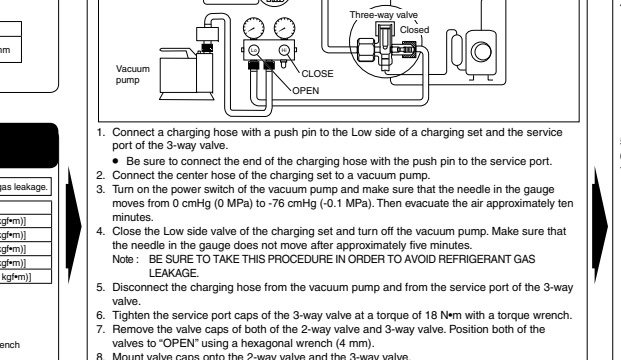 Three-way valve
Closed
Lo
Hi
CLOSE
OPEN
Vacuum
pump
mm
gas leakage.
kgf•m)]
kgf•m)]
kgf•m)]
kgf•m)]
kgf•m)]
1. Connect a charging hose with a push pin to the Low side of a charging set and the service
port of the 3-way valve.
• Be sure to connect the end of the charging hose with the push pin to the service port.
2. Connect the center hose of the charging set to a vacuum pump.
3. Turn on the power switch of the vacuum pump and make sure that the needle in the gauge
moves from 0 cmHg (0 MPa) to -76 cmHg (-0.1 MPa). Then evacuate the air approximately ten
minutes.
4. Close the Low side valve of the charging set and turn off the vacuum pump. Make sure that
the needle in the gauge does not move after approximately five minutes.
Note : BE SURE TO TAKE THIS PROCEDURE IN ORDER TO AVOID REFRIGERANT GAS
LEAKAGE.
5. Disconnect the charging hose from the vacuum pump and from the service port of the 3-way
valve.
6. Tighten the service port caps of the 3-way valve at a torque of 18 N•m with a torque wrench.
7. Remove the valve caps of both of the 2-way valve and 3-way valve. Position both of the
valves to “OPEN” using a hexagonal wrench (4 mm).
8. Mount valve caps onto the 2-way valve and the 3-way valve.